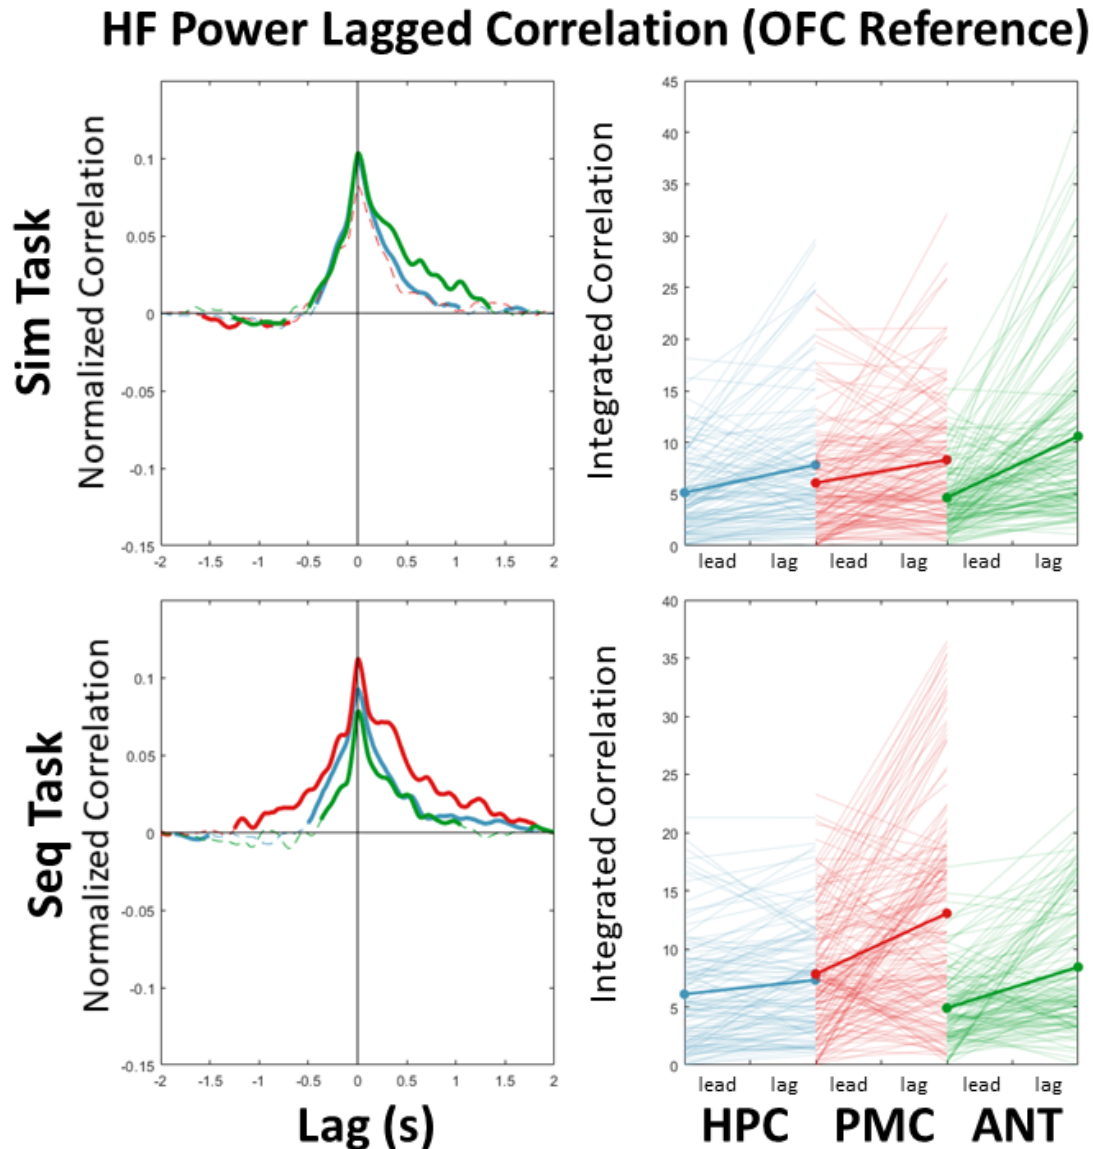 HF Power Lagged Correlation (OFC Reference)
Sim Task
Normalized Correlation
0.1
0.05
0
-0.05
-0.1
-0.15
-2 -1.5 -1 -0.5 0 0.5 1 1.5 2
Integrated Correlation
45
40
35
30
25
20
15
10
5
0
lead lag lead lag lead lag
Seq Task
Normalized Correlation
0.1
0.05
0
-0.05
-0.1
-0.15
-2 -1.5 -1 -0.5 0 0.5 1 1.5 2
Lag (s)
Integrated Correlation
40
35
30
25
20
15
10
5
0
lead lag lead lag lead lag
HPC PMC ANT